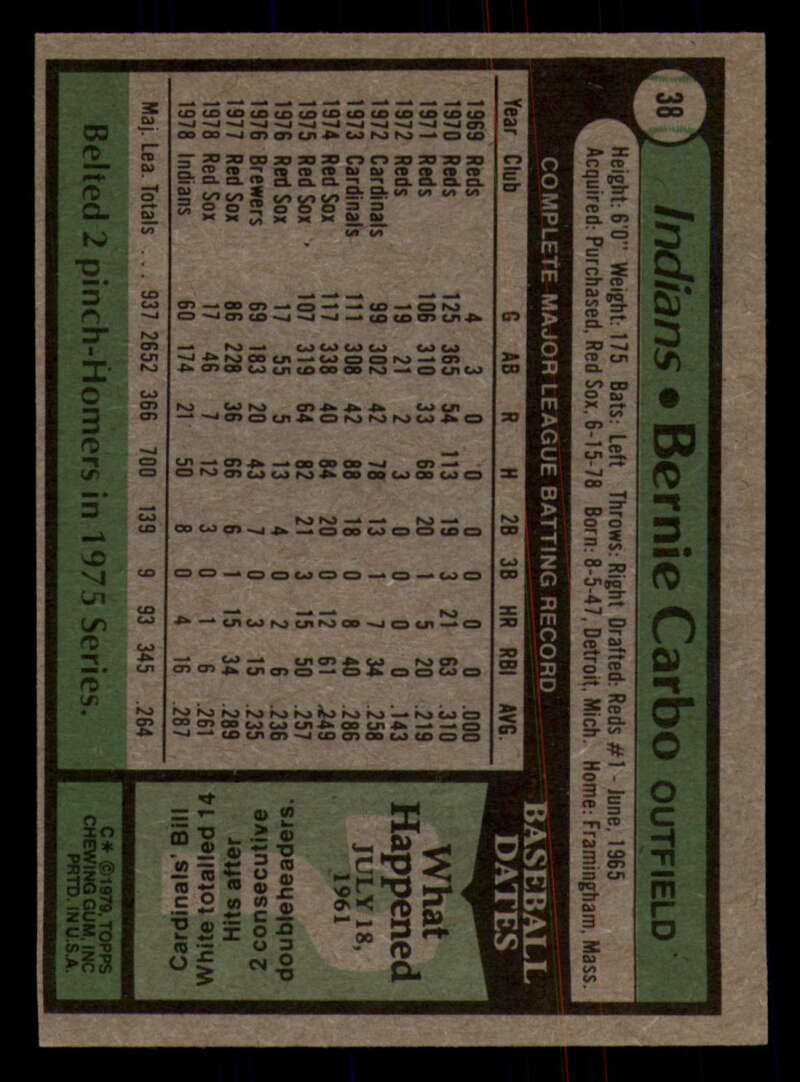 38
Indians • Bernie Carbo OUTFIELD
Height: 6'0" Weight: 175 Bats: Left Throws: Right Drafted: Reds #1 - June, 1965
Acquired: Purchased, Red Sox, 6-15-78 Born: 8-5-47, Detroit, Mich. Home: Framingham, Mass.
COMPLETE MAJOR LEAGUE BATTING RECORD
Year Club G AB R H 2B 3B HR RBI AVG.
1969 Reds 4 3 0 0 0 0 0 0 .000
1970 Reds 125 365 54 113 19 3 21 63 .310
1971 Reds 106 310 33 68 20 1 5 20 .219
1972 Reds 19 21 2 3 0 0 0 0 .143
1972 Cardinals 99 302 42 78 13 1 7 34 .258
1973 Cardinals 111 308 42 88 18 0 8 40 .286
1974 Red Sox 117 338 40 84 20 0 12 61 .249
1975 Red Sox 107 319 64 82 21 3 15 50 .257
1976 Red Sox 17 55 5 13 4 0 2 6 .236
1976 Brewers 69 183 20 43 7 0 3 15 .235
1977 Red Sox 86 228 36 66 6 1 15 34 .289
1978 Red Sox 17 46 7 12 3 0 1 6 .261
1978 Indians 60 174 21 50 8 0 4 16 .287
Maj. Lea. Totals ... 937 2652 366 700 139 9 93 345 .264
Belted 2 pinch-Homers in 1975 Series.
BASEBALL
DATES
What
Happened
JULY 18,
1961
Cardinals' Bill
White totalled 14
Hits after
2 consecutive
doubleheaders.
C* ©1979, TOPPS
CHEWING GUM, INC
PRTD. IN U.S.A.